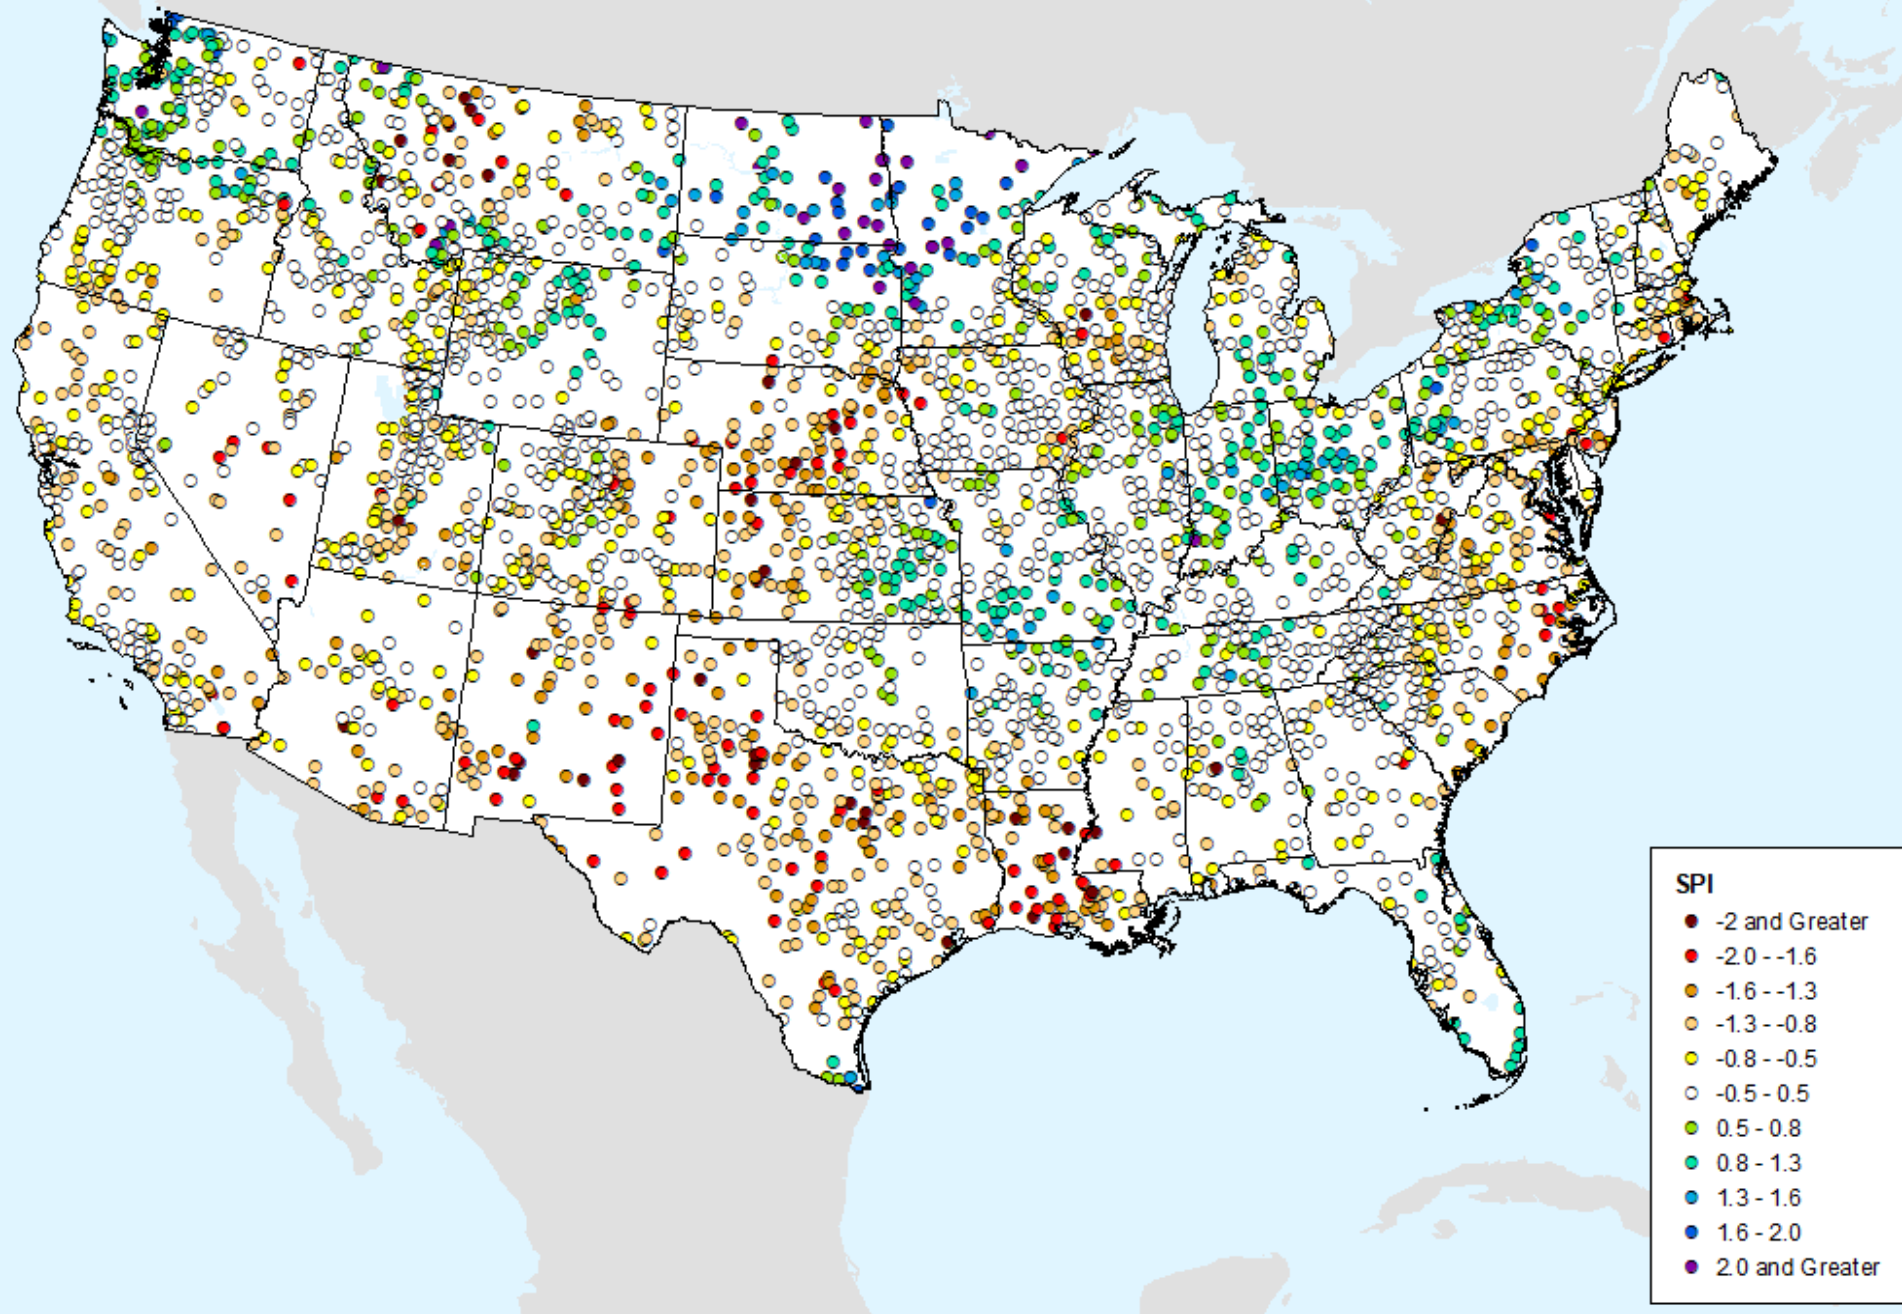 SPI
-2 and Greater
-2.0 - -1.6
-1.6 - -1.3
-1.3 - -0.8
-0.8 - -0.5
-0.5 - 0.5
0.5 - 0.8
0.8 - 1.3
1.3 - 1.6
1.6 - 2.0
2.0 and Greater